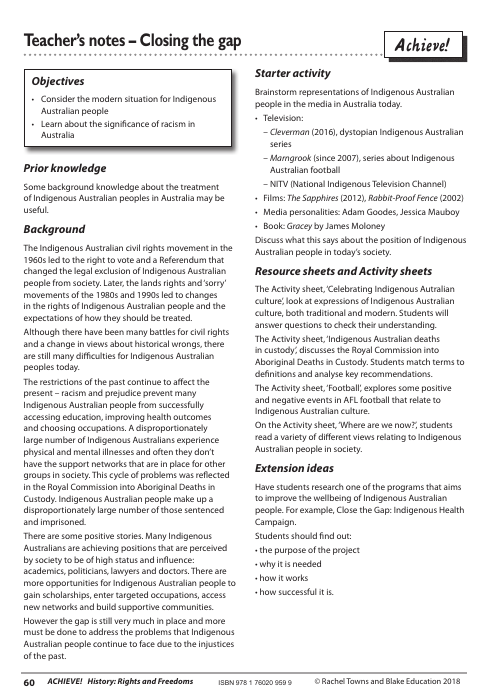 Teacher's notes – Closing the gap
Achieve!
Objectives
• Consider the modern situation for Indigenous
Australian people
• Learn about the significance of racism in
Australia
Prior knowledge
Some background knowledge about the treatment
of Indigenous Australian peoples in Australia may be
useful.
Background
The Indigenous Australian civil rights movement in the
1960s led to the right to vote and a Referendum that
changed the legal exclusion of Indigenous Australian
people from society. Later, the lands rights and 'sorry'
movements of the 1980s and 1990s led to changes
in the rights of Indigenous Australian people and the
expectations of how they should be treated.
Although there have been many battles for civil rights
and a change in views about historical wrongs, there
are still many difficulties for Indigenous Australian
peoples today.
The restrictions of the past continue to affect the
present – racism and prejudice prevent many
Indigenous Australian people from successfully
accessing education, improving health outcomes
and choosing occupations. A disproportionately
large number of Indigenous Australians experience
physical and mental illnesses and often they don't
have the support networks that are in place for other
groups in society. This cycle of problems was reflected
in the Royal Commission into Aboriginal Deaths in
Custody. Indigenous Australian people make up a
disproportionately large number of those sentenced
and imprisoned.
There are some positive stories. Many Indigenous
Australians are achieving positions that are perceived
by society to be of high status and influence:
academics, politicians, lawyers and doctors. There are
more opportunities for Indigenous Australian people to
gain scholarships, enter targeted occupations, access
new networks and build supportive communities.
However the gap is still very much in place and more
must be done to address the problems that Indigenous
Australian people continue to face due to the injustices
of the past.
Starter activity
Brainstorm representations of Indigenous Australian
people in the media in Australia today.
• Television:
– Cleverman (2016), dystopian Indigenous Australian
series
– Marngrook (since 2007), series about Indigenous
Australian football
– NITV (National Indigenous Television Channel)
• Films: The Sapphires (2012), Rabbit-Proof Fence (2002)
• Media personalities: Adam Goodes, Jessica Mauboy
• Book: Gracey by James Moloney
Discuss what this says about the position of Indigenous
Australian people in today's society.
Resource sheets and Activity sheets
The Activity sheet, 'Celebrating Indigenous Autralian
culture', look at expressions of Indigenous Australian
culture, both traditional and modern. Students will
answer questions to check their understanding.
The Activity sheet, 'Indigenous Australian deaths
in custody', discusses the Royal Commission into
Aboriginal Deaths in Custody. Students match terms to
definitions and analyse key recommendations.
The Activity sheet, 'Football', explores some positive
and negative events in AFL football that relate to
Indigenous Australian culture.
On the Activity sheet, 'Where are we now?', students
read a variety of different views relating to Indigenous
Australian people in society.
Extension ideas
Have students research one of the programs that aims
to improve the wellbeing of Indigenous Australian
people. For example, Close the Gap: Indigenous Health
Campaign.
Students should find out:
• the purpose of the project
• why it is needed
• how it works
• how successful it is.
60 ACHIEVE! History: Rights and Freedoms ISBN 978 1 76020 959 9 © Rachel Towns and Blake Education 2018